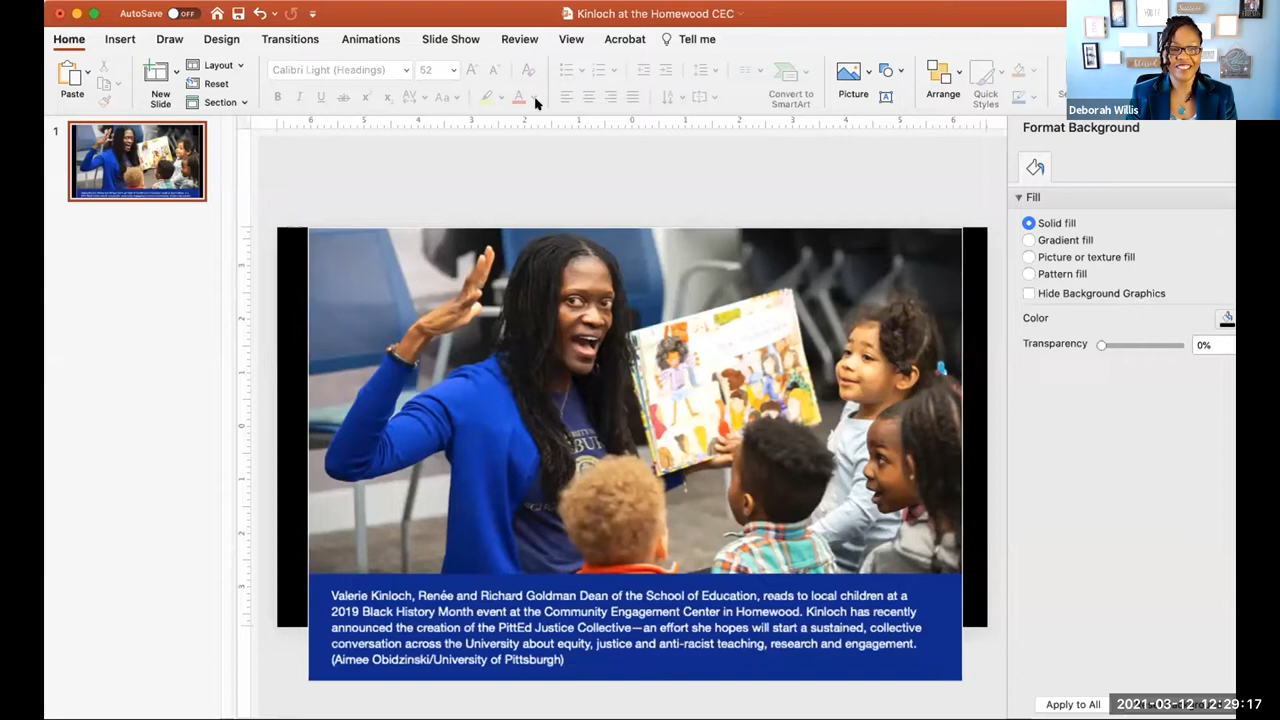 AutoSave OFF
Kinloch at the Homewood CEC
Home Insert Draw Design Transitions Animations Slide Show Review View Acrobat Tell me
Paste
New Slide
Layout
Reset
Section
Calibri Light (Headings) 52
Convert to SmartArt
Picture
Arrange
Quick Styles
Deborah Willis
1
Format Background
Fill
Solid fill
Gradient fill
Picture or texture fill
Pattern fill
Hide Background Graphics
Color
Transparency 0%
Valerie Kinloch, Renée and Richard Goldman Dean of the School of Education, reads to local children at a
2019 Black History Month event at the Community Engagement Center in Homewood. Kinloch has recently
announced the creation of the PittEd Justice Collective—an effort she hopes will start a sustained, collective
conversation across the University about equity, justice and anti-racist teaching, research and engagement.
(Aimee Obidzinski/University of Pittsburgh)
Apply to All
2021-03-12 12:29:17